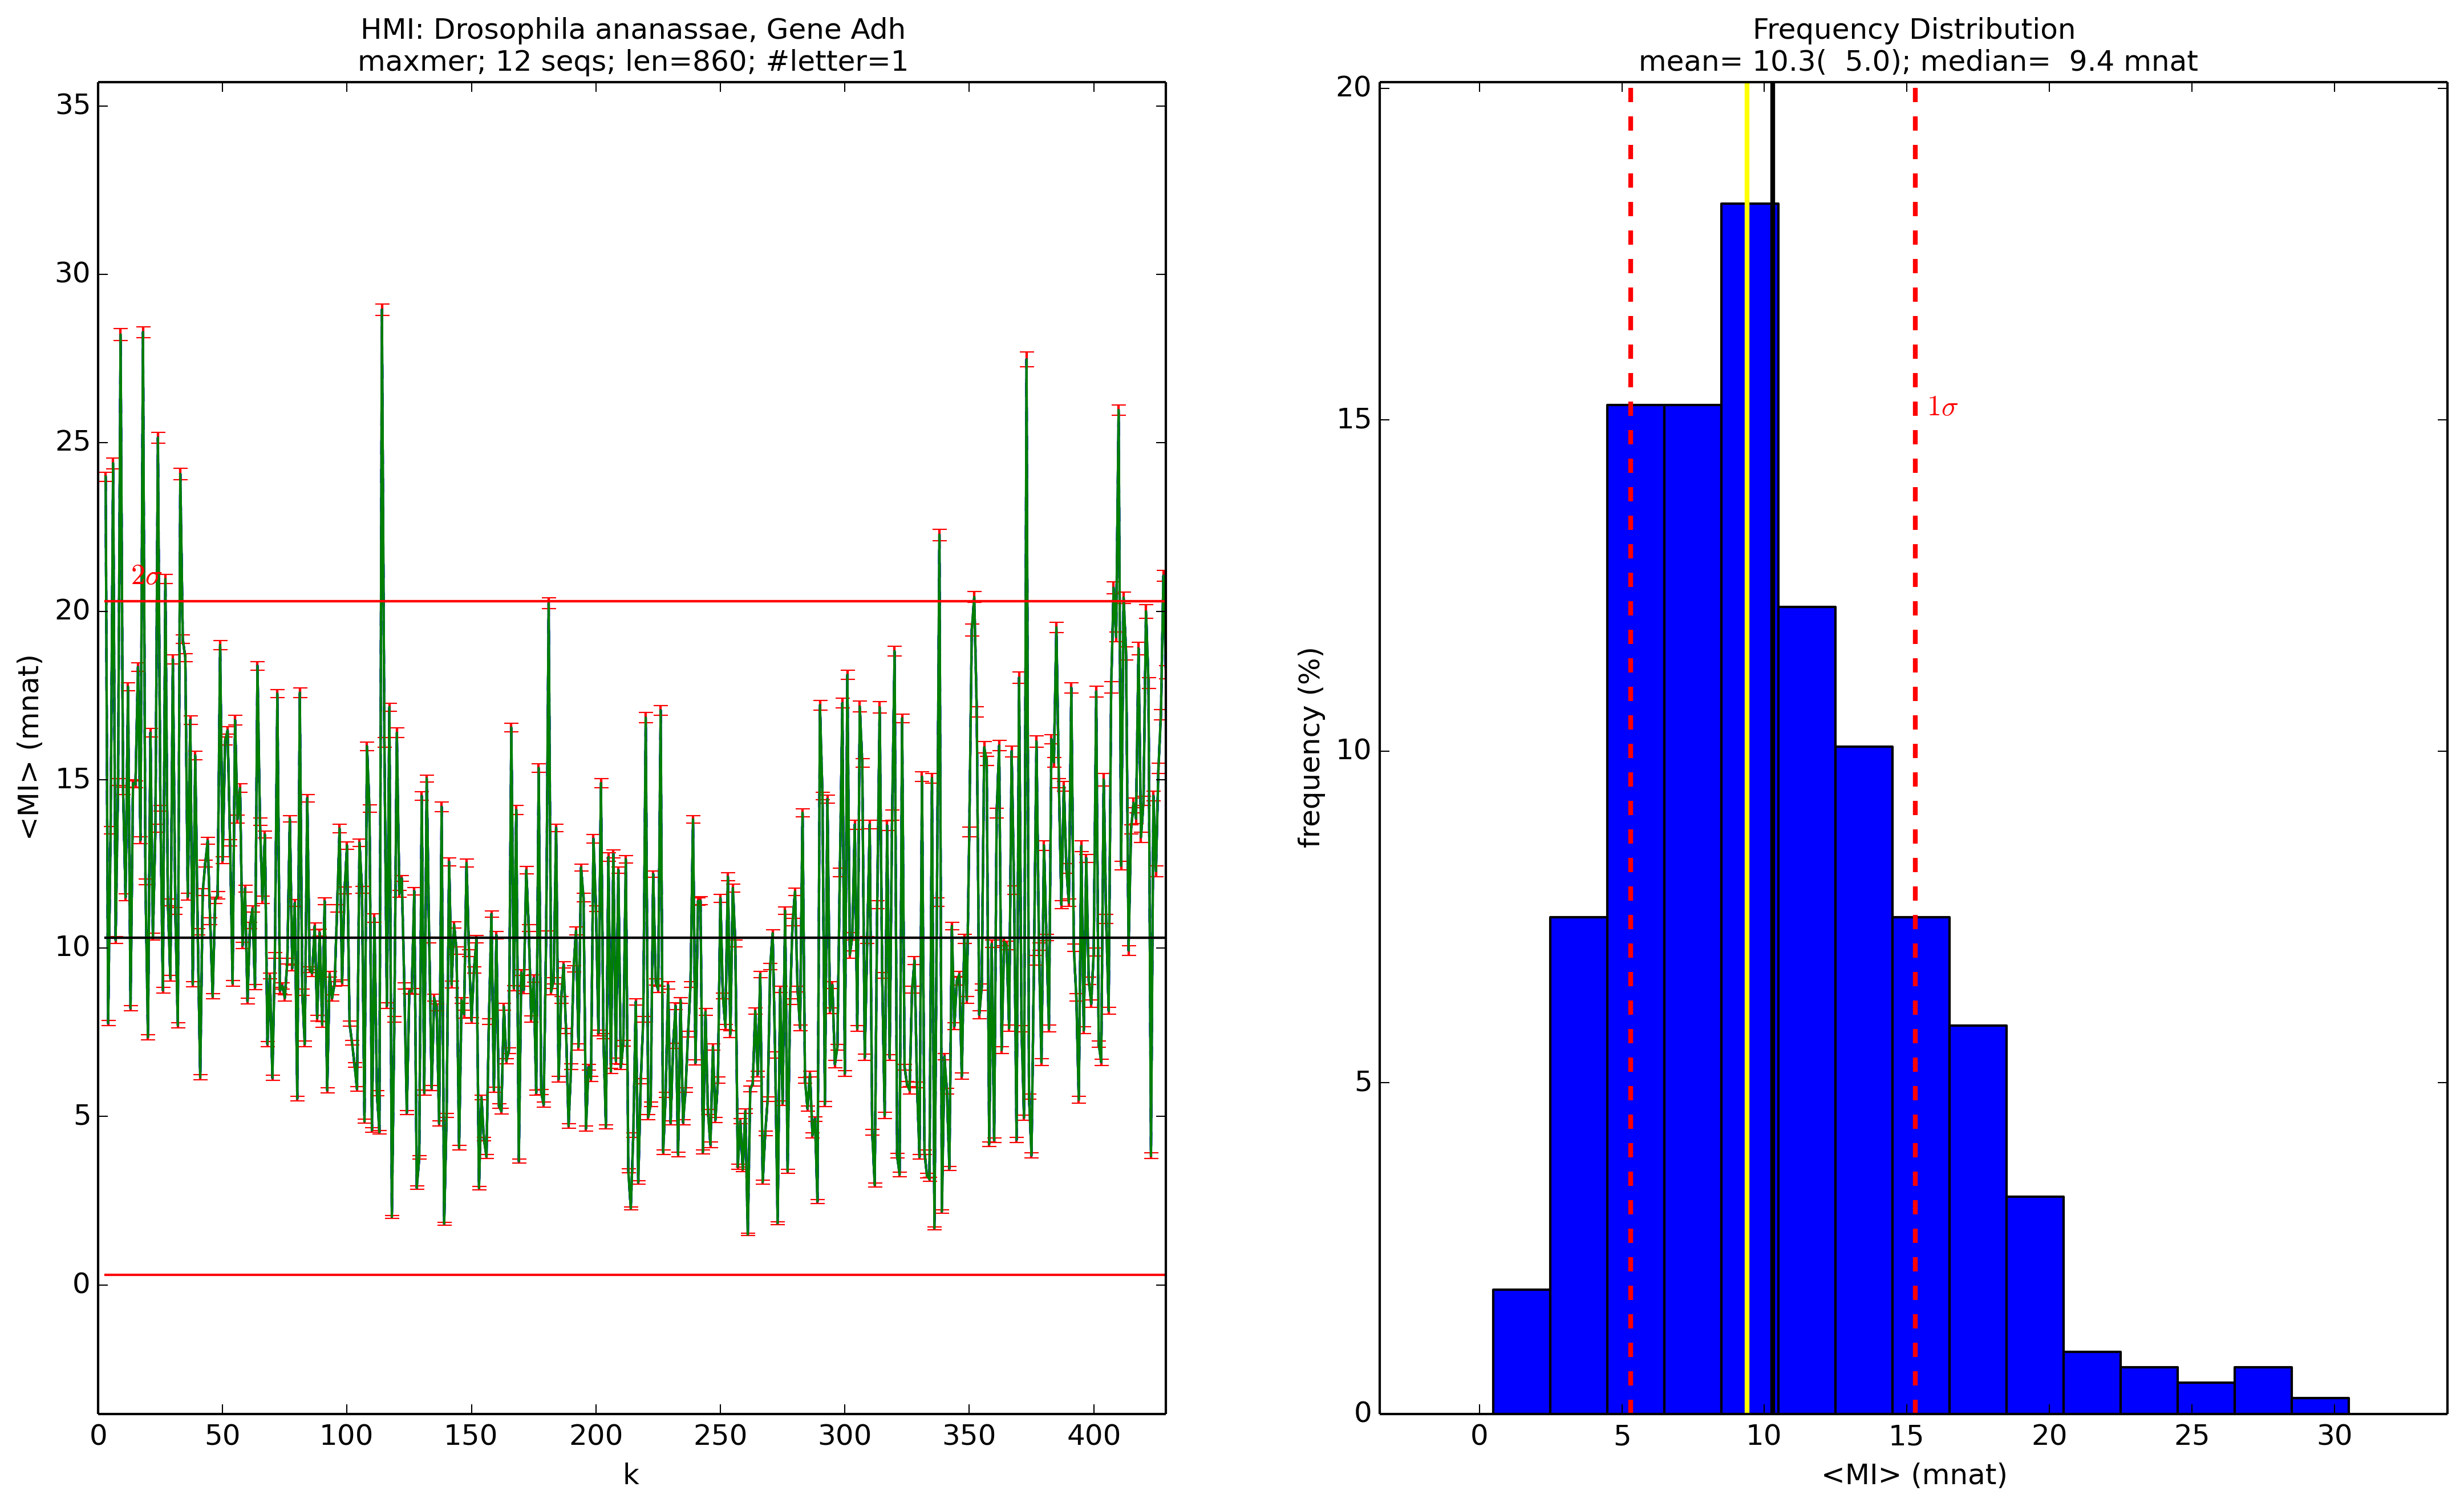 HMI: Drosophila ananassae, Gene Adh
maxmer; 12 seqs; len=860; #letter=1
35
30
25
20
15
10
5
0
<MI> (mnat)
2σ
0 50 100 150 200 250 300 350 400
k
Frequency Distribution
mean= 10.3(  5.0); median=  9.4 mnat
20
15
10
5
0
frequency (%)
1σ
0 5 10 15 20 25 30
<MI> (mnat)